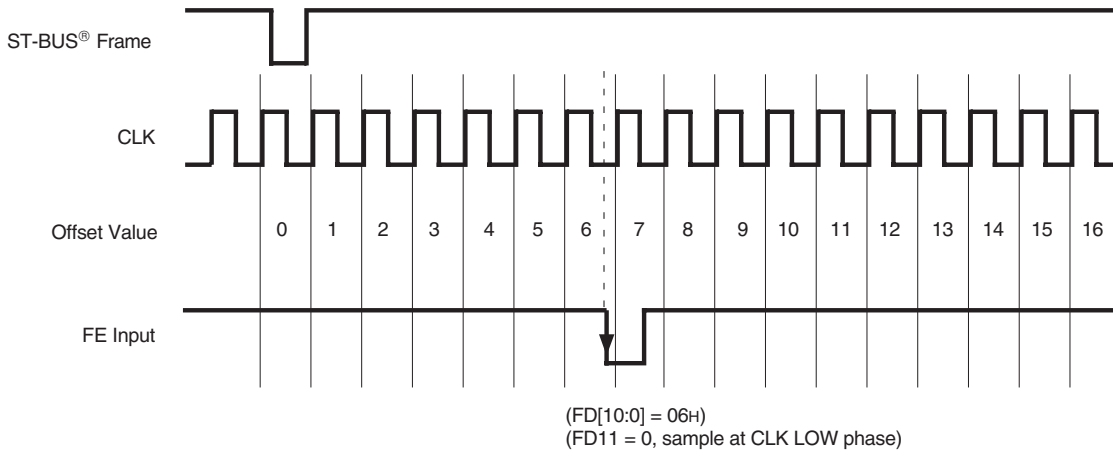 ST-BUS® Frame
CLK
Offset Value 0 1 2 3 4 5 6 7 8 9 10 11 12 13 14 15 16
FE Input
(FD[10:0] = 06H)
(FD11 = 0, sample at CLK LOW phase)